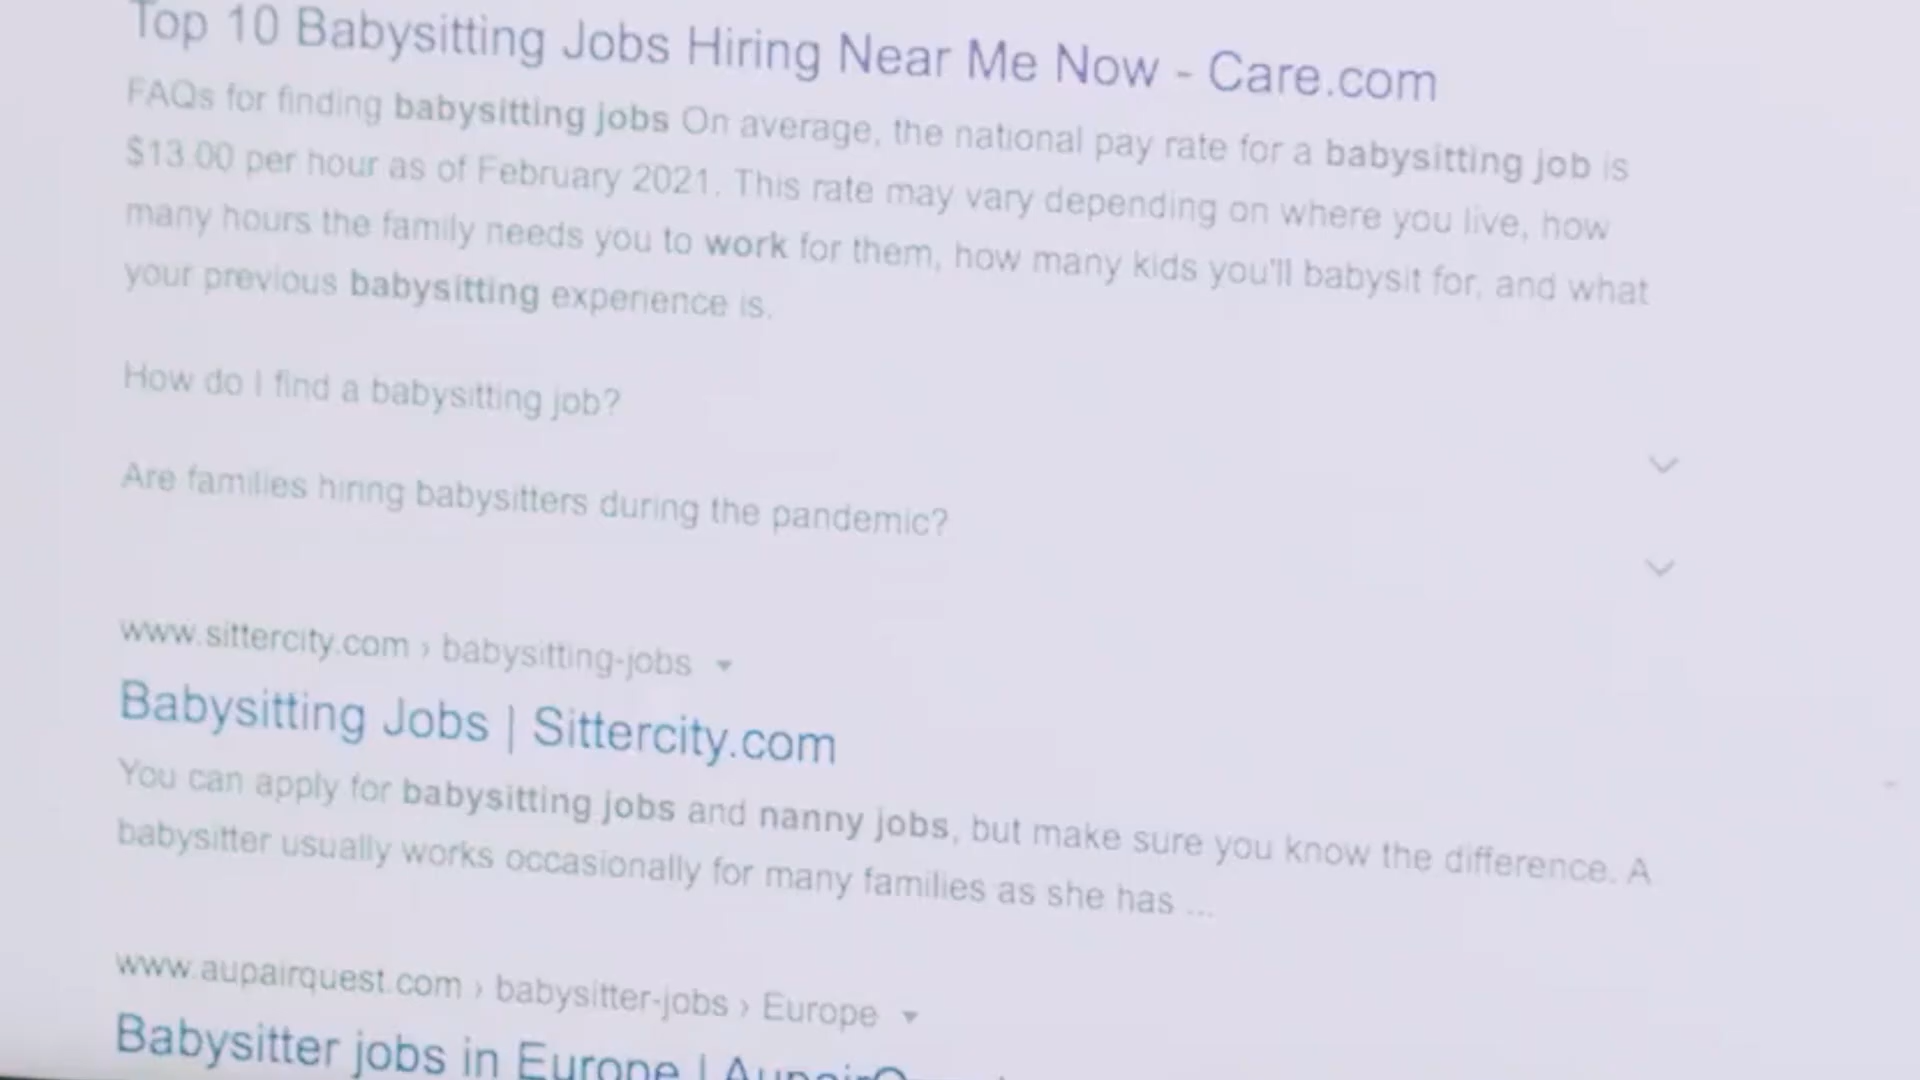 Top 10 Babysitting Jobs Hiring Near Me Now - Care.com
FAQs for finding babysitting jobs On average, the national pay rate for a babysitting job is
$13.00 per hour as of February 2021. This rate may vary depending on where you live, how
many hours the family needs you to work for them, how many kids you'll babysit for, and what
your previous babysitting experience is.
How do I find a babysitting job?
Are families hiring babysitters during the pandemic?
www.sittercity.com › babysitting-jobs
Babysitting Jobs | Sittercity.com
You can apply for babysitting jobs and nanny jobs, but make sure you know the difference. A
babysitter usually works occasionally for many families as she has ...
www.aupairquest.com › babysitter-jobs › Europe
Babysitter jobs in Europe |